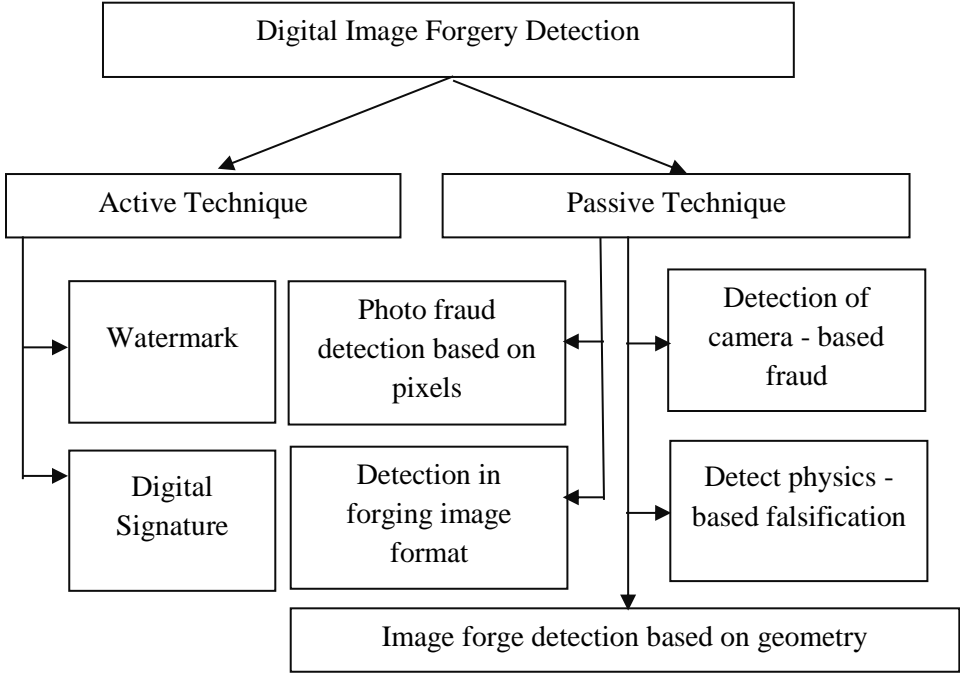 Digital Image Forgery Detection
Active Technique
Passive Technique
Watermark
Digital
Signature
Photo fraud
detection based on
pixels
Detection in
forging image
format
Detection of
camera - based
fraud
Detect physics -
based falsification
Image forge detection based on geometry